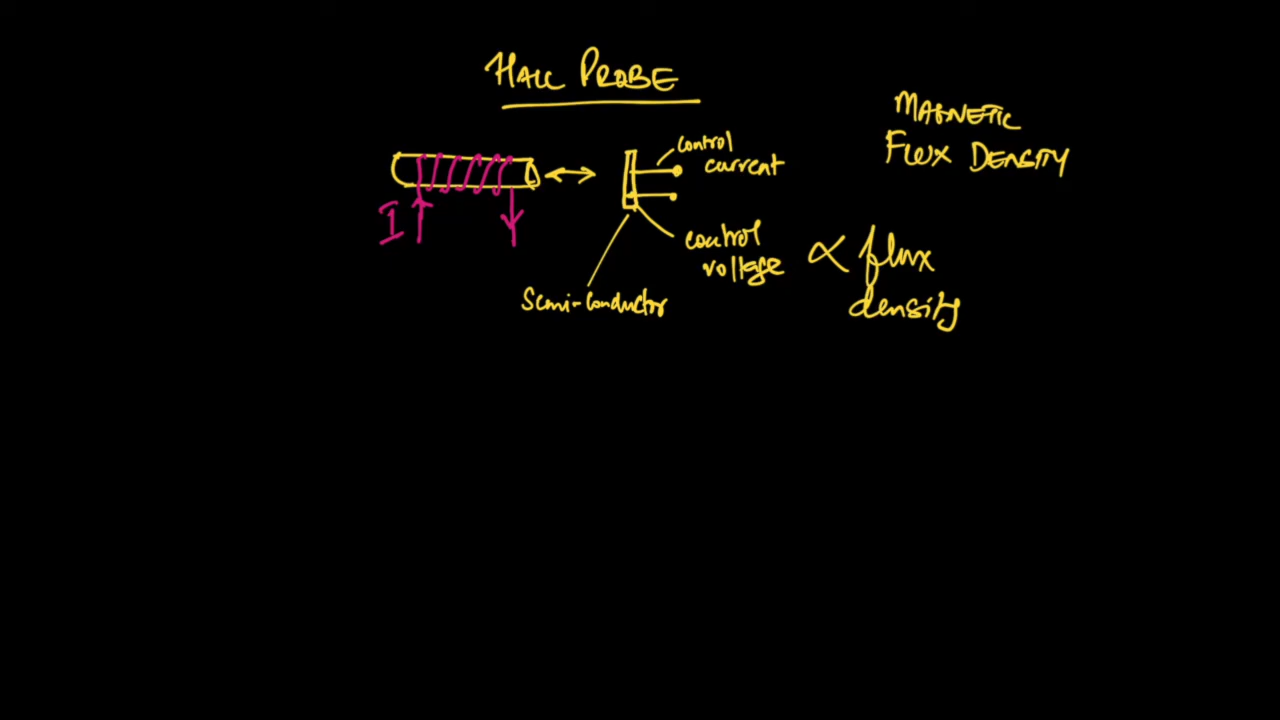 HALL PROBE
MAGNETIC
FLUX DENSITY
control
current
I
control
voltage
∝ flux
density
Semi-conductor